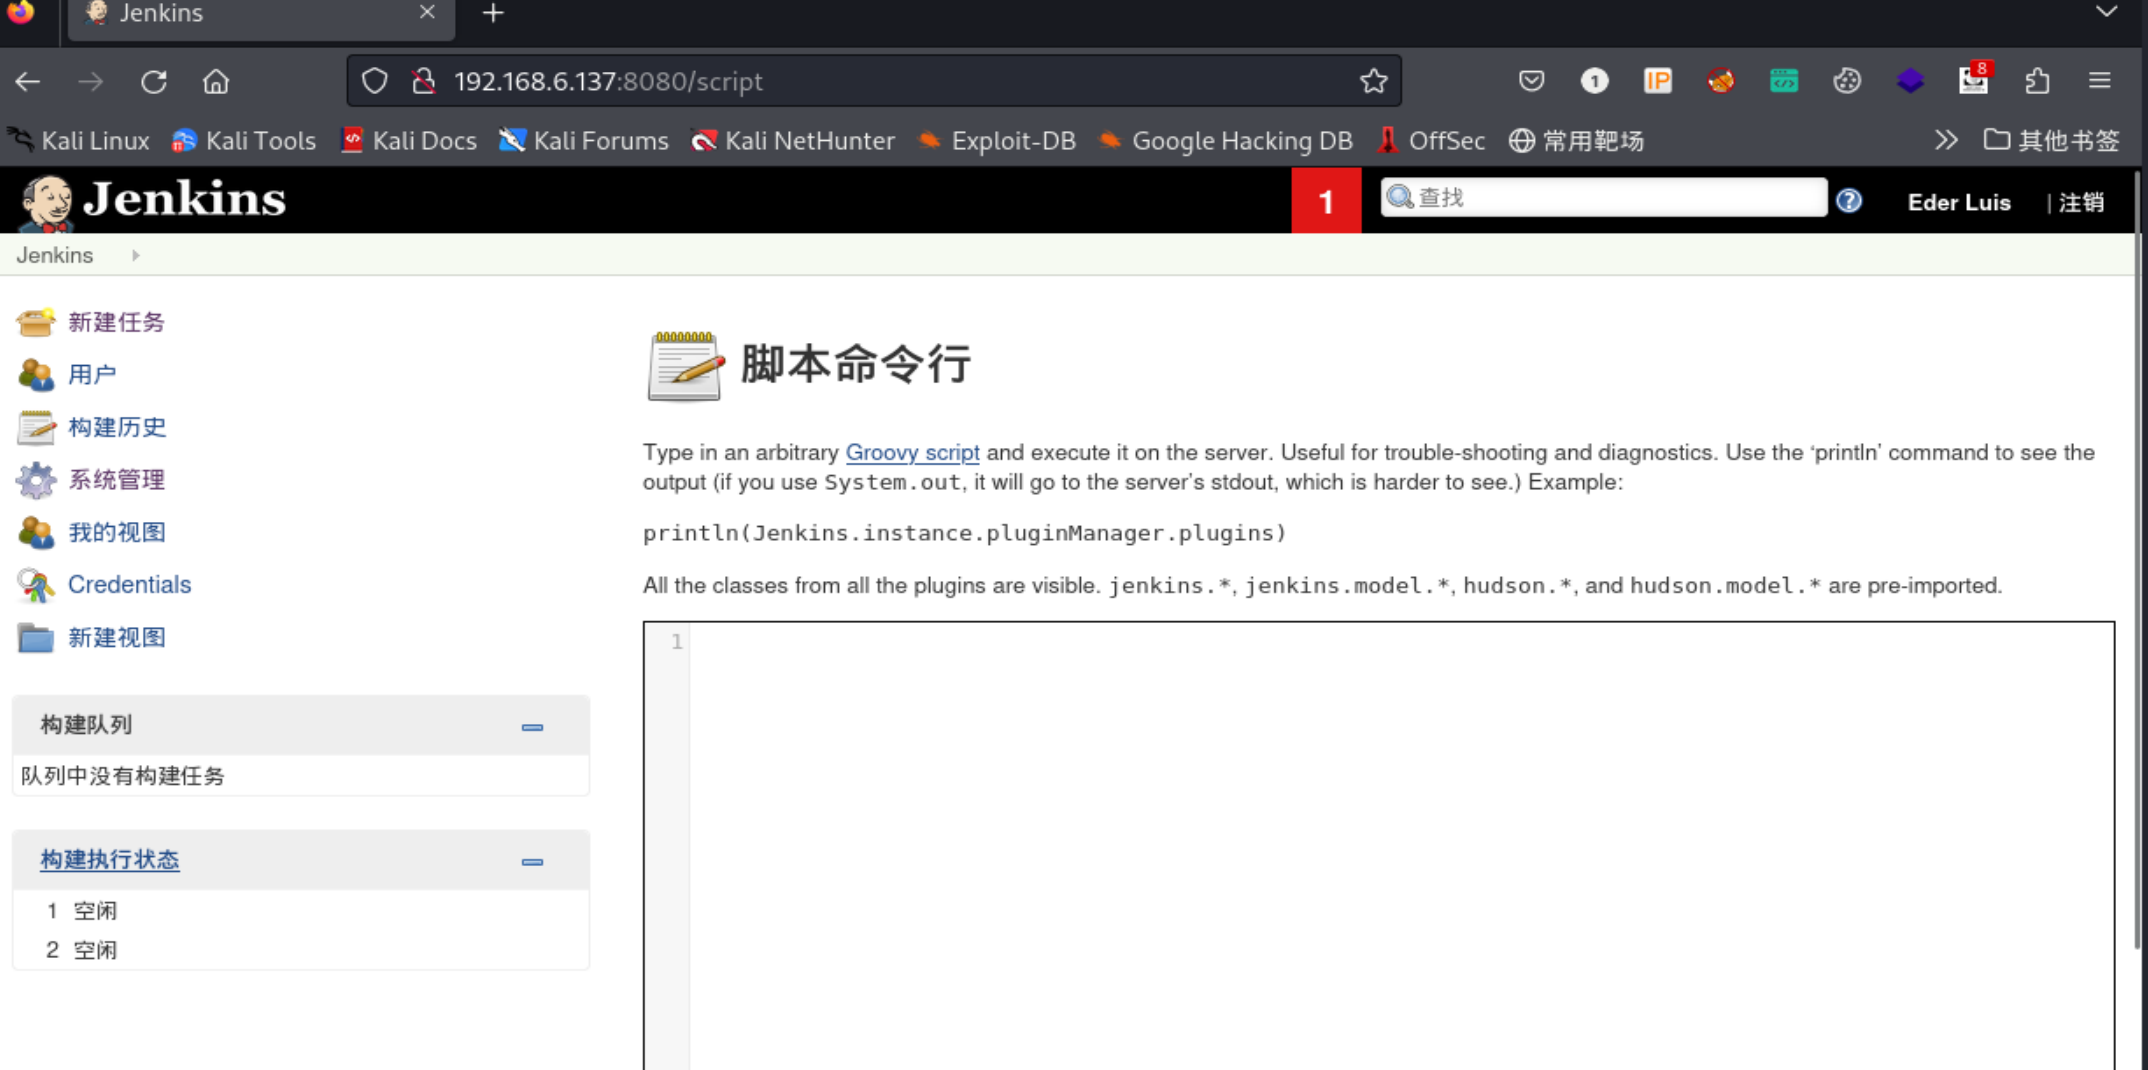 Jenkins
192.168.6.137:8080/script
1
IP
8
Kali Linux
Kali Tools
Kali Docs
Kali Forums
Kali NetHunter
Exploit-DB
Google Hacking DB
OffSec
常用靶场
其他书签
Jenkins
1
查找
Eder Luis
| 注销
Jenkins
新建任务
用户
构建历史
系统管理
我的视图
Credentials
新建视图
构建队列
队列中没有构建任务
构建执行状态
1 空闲
2 空闲
脚本命令行
Type in an arbitrary Groovy script and execute it on the server. Useful for trouble-shooting and diagnostics. Use the ‘println’ command to see the
output (if you use System.out, it will go to the server’s stdout, which is harder to see.) Example:
println(Jenkins.instance.pluginManager.plugins)
All the classes from all the plugins are visible. jenkins.*, jenkins.model.*, hudson.*, and hudson.model.* are pre-imported.
1